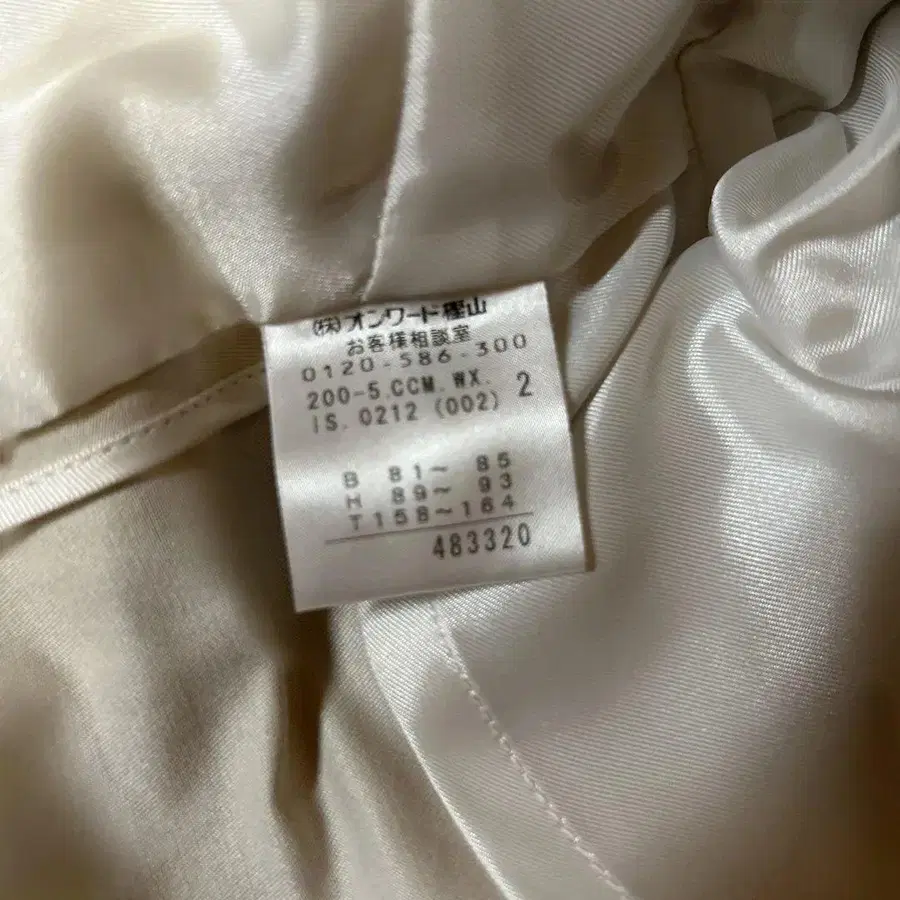 (株)オンワード樫山
お客様相談室
0120-586-300
200-5.CCM.WX. 2
IS. 0212 (002)
B 81～ 85
H 89～ 93
T 158～164
483320